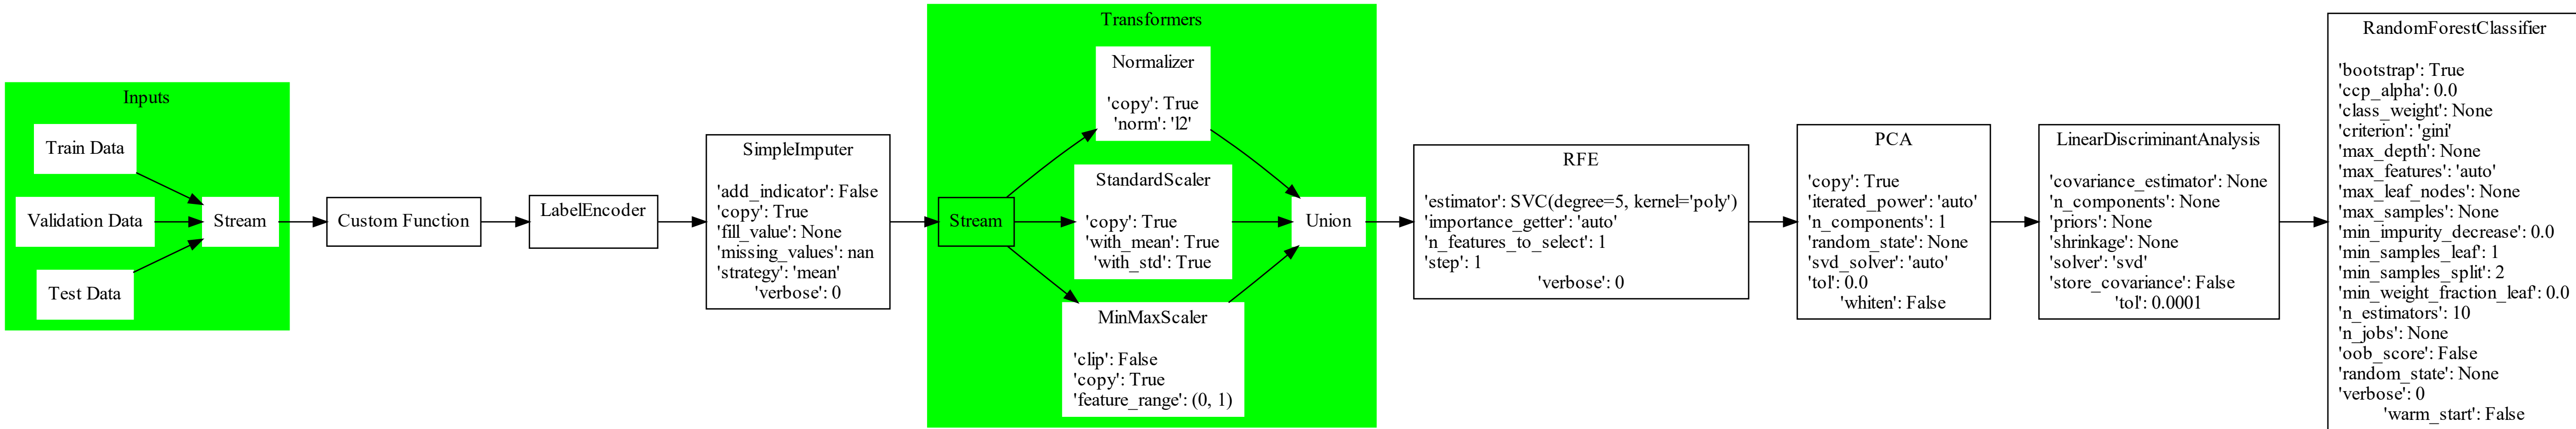 Inputs
Train Data
Validation Data
Test Data
Stream
Custom Function
LabelEncoder
SimpleImputer
'add_indicator': False
'copy': True
'fill_value': None
'missing_values': nan
'strategy': 'mean'
'verbose': 0
Transformers
Stream
Normalizer
'copy': True
'norm': 'l2'
StandardScaler
'copy': True
'with_mean': True
'with_std': True
MinMaxScaler
'clip': False
'copy': True
'feature_range': (0, 1)
Union
RFE
'estimator': SVC(degree=5, kernel='poly')
'importance_getter': 'auto'
'n_features_to_select': 1
'step': 1
'verbose': 0
PCA
'copy': True
'iterated_power': 'auto'
'n_components': 1
'random_state': None
'svd_solver': 'auto'
'tol': 0.0
'whiten': False
LinearDiscriminantAnalysis
'covariance_estimator': None
'n_components': None
'priors': None
'shrinkage': None
'solver': 'svd'
'store_covariance': False
'tol': 0.0001
RandomForestClassifier
'bootstrap': True
'ccp_alpha': 0.0
'class_weight': None
'criterion': 'gini'
'max_depth': None
'max_features': 'auto'
'max_leaf_nodes': None
'max_samples': None
'min_impurity_decrease': 0.0
'min_samples_leaf': 1
'min_samples_split': 2
'min_weight_fraction_leaf': 0.0
'n_estimators': 10
'n_jobs': None
'oob_score': False
'random_state': None
'verbose': 0
'warm_start': False